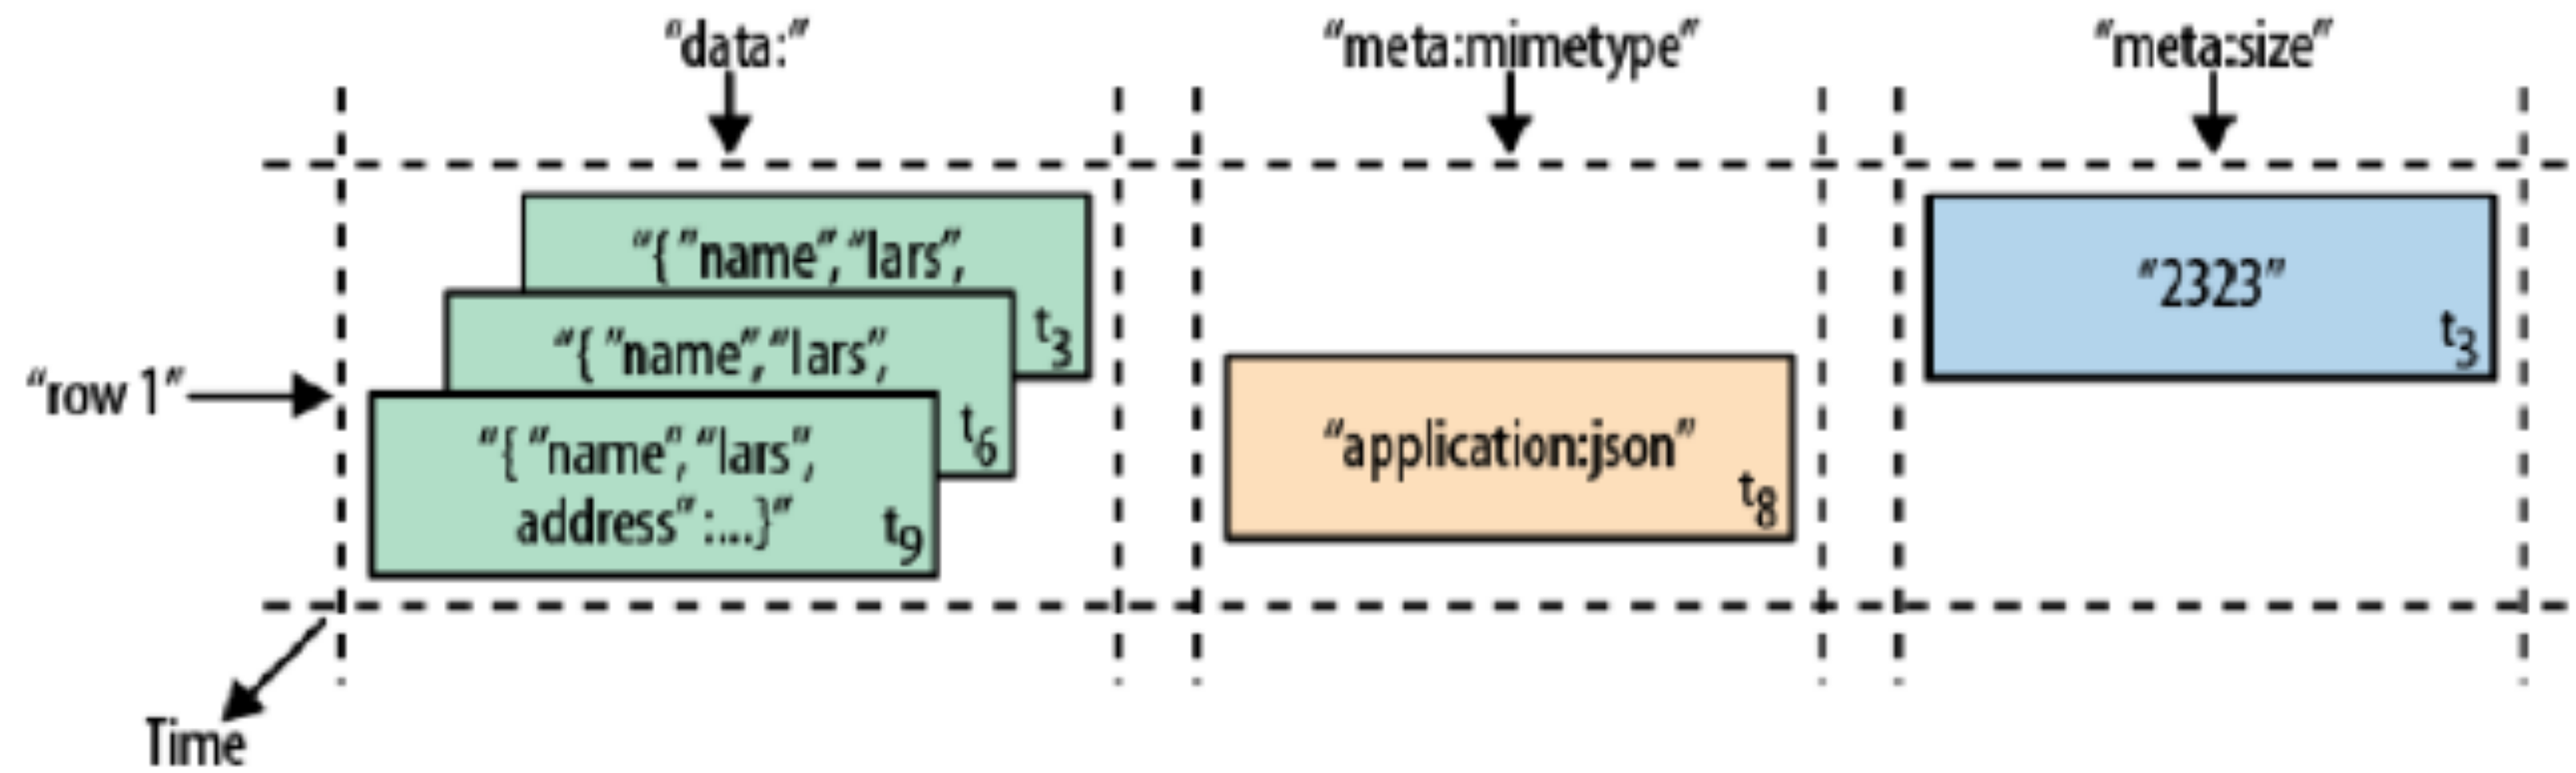 “data:” “meta:mimetype” “meta:size”
“{ ”name”, “lars”,
t3
“2323”
t3
“{ ”name”, “lars”,
t6
“row 1”
“{ ”name”, “lars”,
address” :....}”
t9
“application:json”
t8
Time